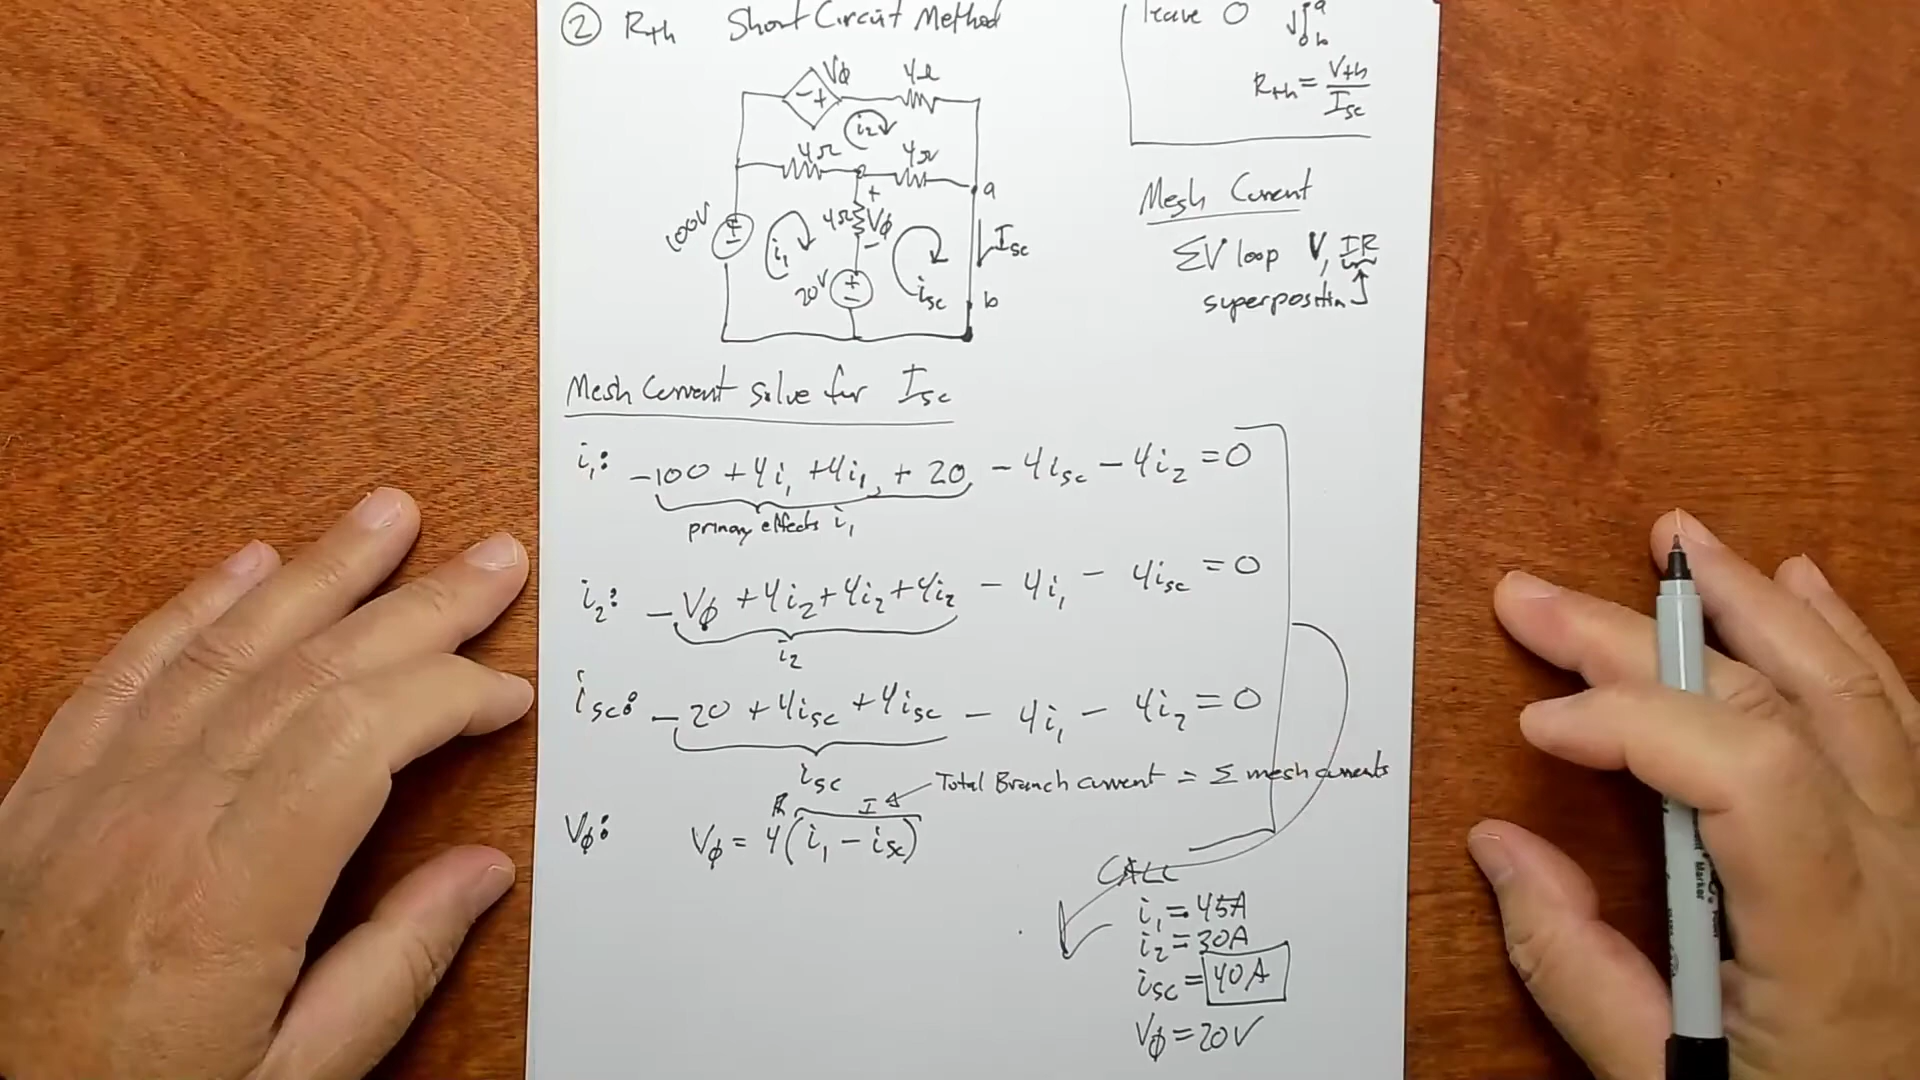 ② Rth Short Circuit Method
leave 0 a b
Rth = Vth / Isc
- + Vϕ 4Ω
i2
4Ω 4Ω
100V + - i1 4Ω + Vϕ - 20V + - isc a Isc b
Mesh Current
ΣV loop V, IR
superposition
Mesh Current solve for Isc
i1: -100 + 4i1 + 4i1 + 20 - 4isc - 4i2 = 0
primary effects i1
i2: -Vϕ + 4i2 + 4i2 + 4i2 - 4i1 - 4isc = 0
i2
isc: -20 + 4isc + 4isc - 4i1 - 4i2 = 0
isc
R I ← Total Branch current = Σ mesh currents
Vϕ: Vϕ = 4(i1 - isc)
CALC
i1 = 45A
i2 = 30A
isc = 40A
Vϕ = 20V
Marker